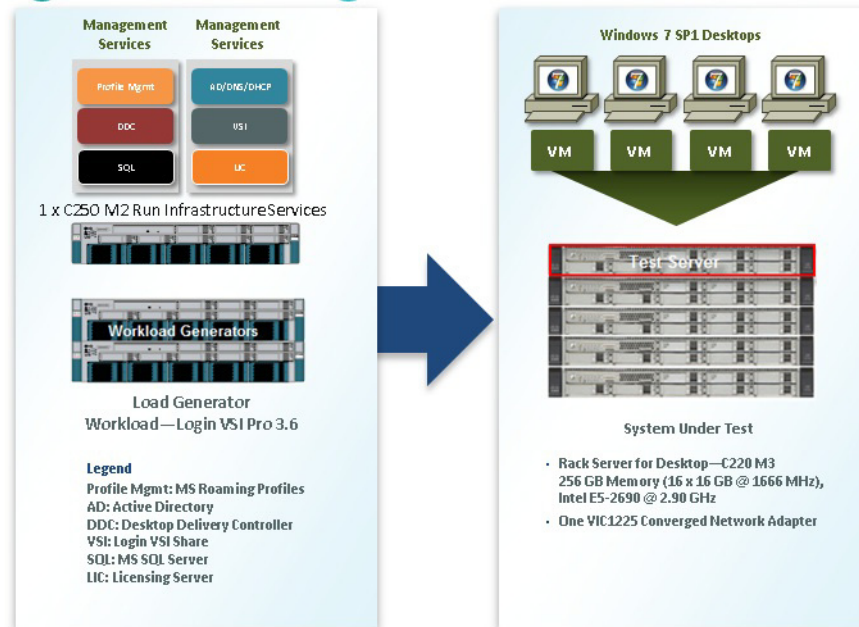 Management
Services
Management
Services
Profile Mgmt
AD/DNS/DHCP
DDC
VSI
SQL
LIC
1 x C250 M2 Run Infrastructure Services
Workload Generators
Load Generator
Workload—Login VSI Pro 3.6
Legend
Profile Mgmt: MS Roaming Profiles
AD: Active Directory
DDC: Desktop Delivery Controller
VSI: Login VSI Share
SQL: MS SQL Server
LIC: Licensing Server
Windows 7 SP1 Desktops
VM
VM
VM
VM
Test Server
System Under Test
• Rack Server for Desktop—C220 M3
256 GB Memory (16 x 16 GB @ 1666 MHz),
Intel E5-2690 @ 2.90 GHz
• One VIC1225 Converged Network Adapter